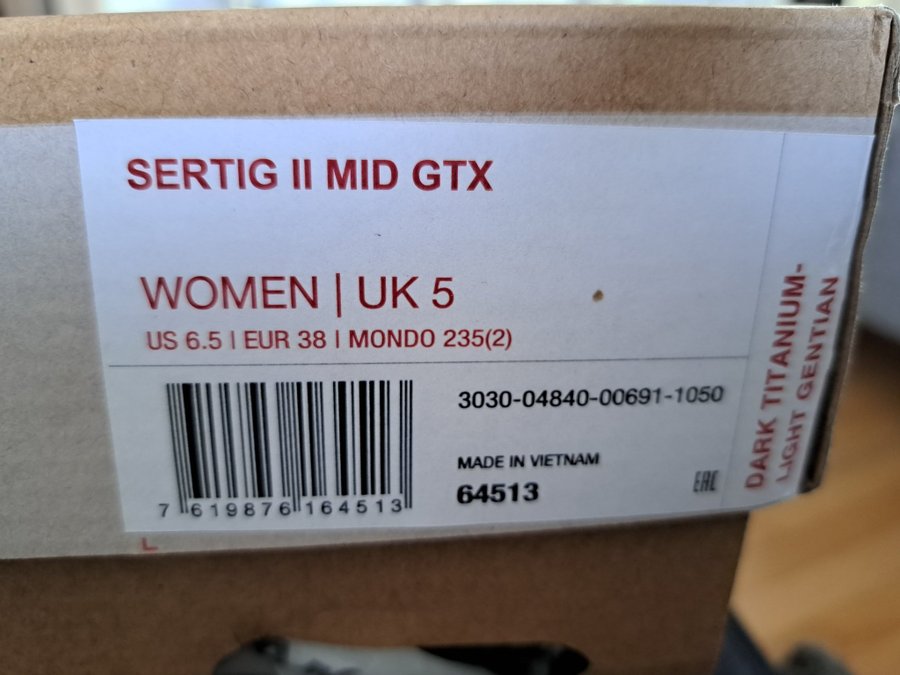 SERTIG II MID GTX
WOMEN | UK 5
US 6.5 | EUR 38 | MONDO 235(2)
3030-04840-00691-1050
MADE IN VIETNAM
64513
EAC
7 619876 164513
DARK TITANIUM-
LIGHT GENTIAN
L